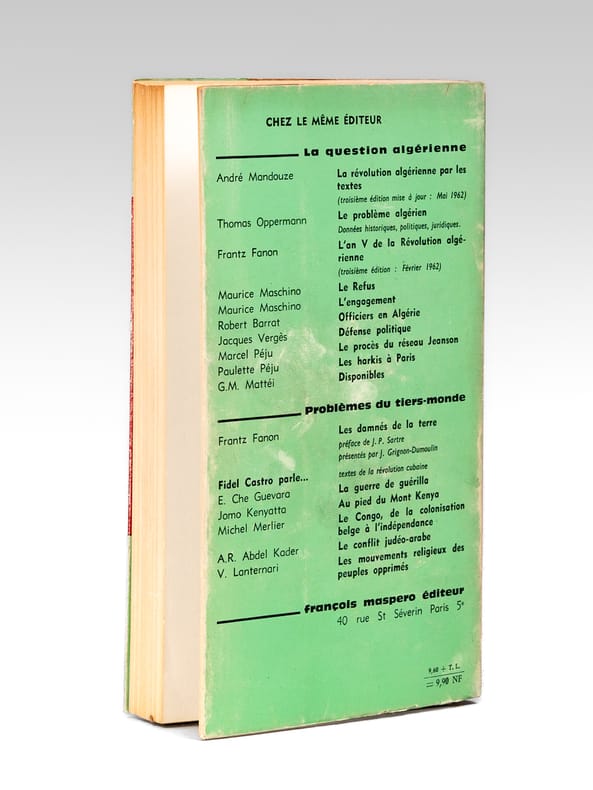 CHEZ LE MÊME ÉDITEUR
La question algérienne
André Mandouze La révolution algérienne par les
textes
(troisième édition mise à jour : Mai 1962)
Thomas Oppermann Le problème algérien
Données historiques, politiques, juridiques.
Frantz Fanon L'an V de la Révolution algé-
rienne
(troisième édition : Février 1962)
Maurice Maschino Le Refus
Maurice Maschino L'engagement
Robert Barrat Officiers en Algérie
Jacques Vergès Défense politique
Marcel Péju Le procès du réseau Jeanson
Paulette Péju Les harkis à Paris
G.M. Mattéi Disponibles
Problèmes du tiers-monde
Frantz Fanon Les damnés de la terre
préface de J. P. Sartre
présentés par J. Grignon-Dumoulin
Fidel Castro parle... textes de la révolution cubaine
E. Che Guevara La guerre de guérilla
Jomo Kenyatta Au pied du Mont Kenya
Michel Merlier Le Congo, de la colonisation
belge à l'indépendance
A.R. Abdel Kader Le conflit judéo-arabe
V. Lanternari Les mouvements religieux des
peuples opprimés
françois maspero éditeur
40 rue St Séverin Paris 5e
9,60 + T. L.
= 9,90 NF